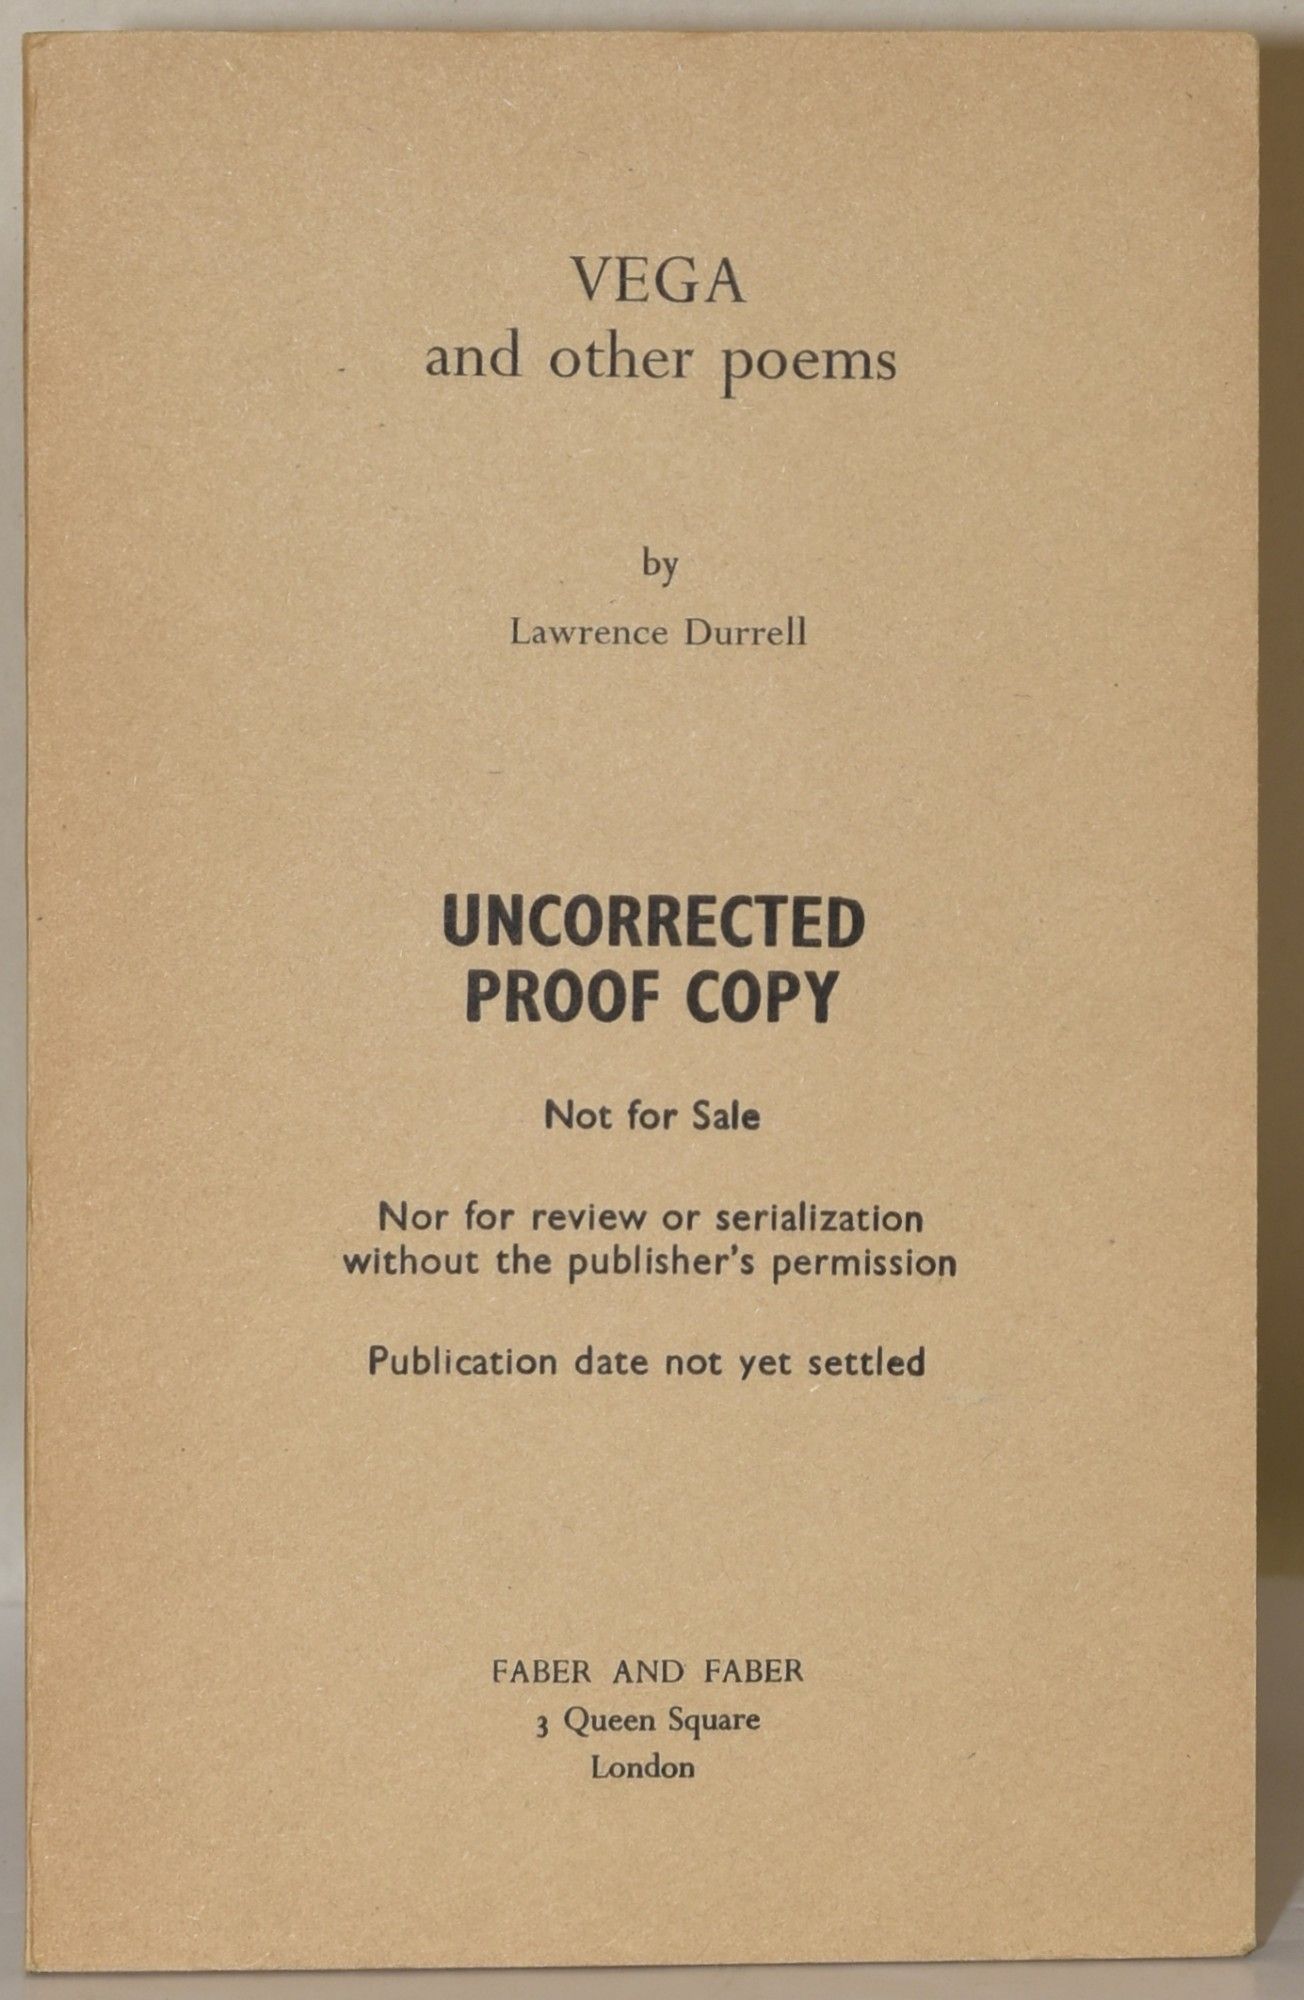 VEGA
and other poems
by
Lawrence Durrell
UNCORRECTED
PROOF COPY
Not for Sale
Nor for review or serialization
without the publisher's permission
Publication date not yet settled
FABER AND FABER
3 Queen Square
London